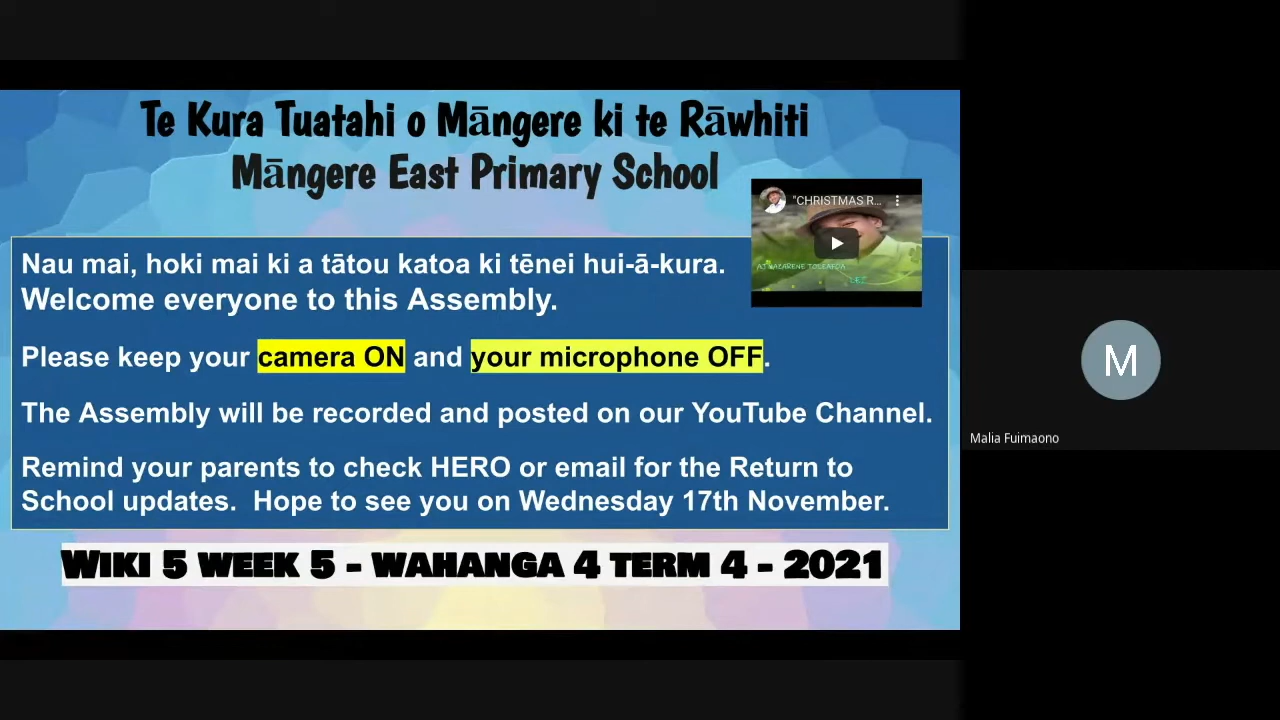 Te Kura Tuatahi o Māngere ki te Rāwhiti
Māngere East Primary School
"CHRISTMAS R...
Nau mai, hoki mai ki a tātou katoa ki tēnei hui-ā-kura.
Welcome everyone to this Assembly.
Please keep your camera ON and your microphone OFF.
The Assembly will be recorded and posted on our YouTube Channel.
Remind your parents to check HERO or email for the Return to
School updates. Hope to see you on Wednesday 17th November.
WIKI 5 WEEK 5 - WAHANGA 4 TERM 4 - 2021
M
Malia Fuimaono